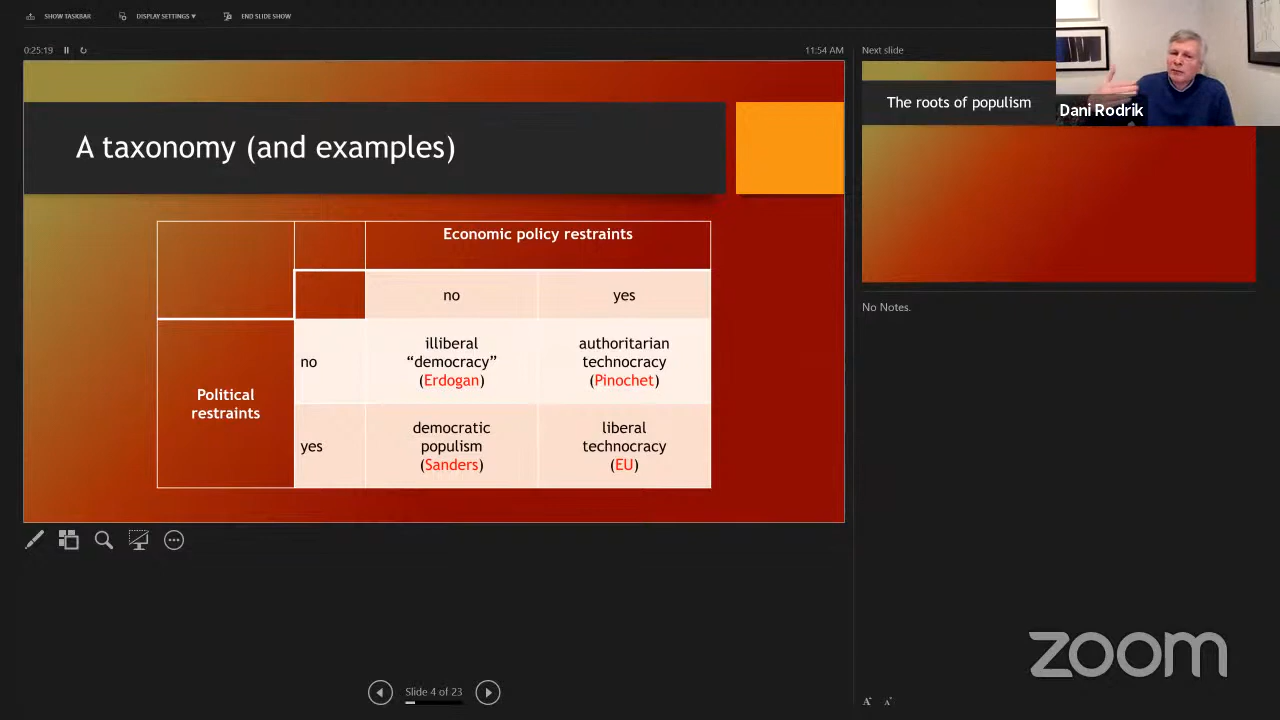 SHOW TASKBAR
DISPLAY SETTINGS ▾
END SLIDE SHOW
0:25:19
11:54 AM
Next slide
A taxonomy (and examples)
The roots of populism
Dani Rodrik
Economic policy restraints
no
yes
Political
restraints
no
illiberal
“democracy”
(Erdogan)
authoritarian
technocracy
(Pinochet)
yes
democratic
populism
(Sanders)
liberal
technocracy
(EU)
No Notes.
zoom
Slide 4 of 23
A
A